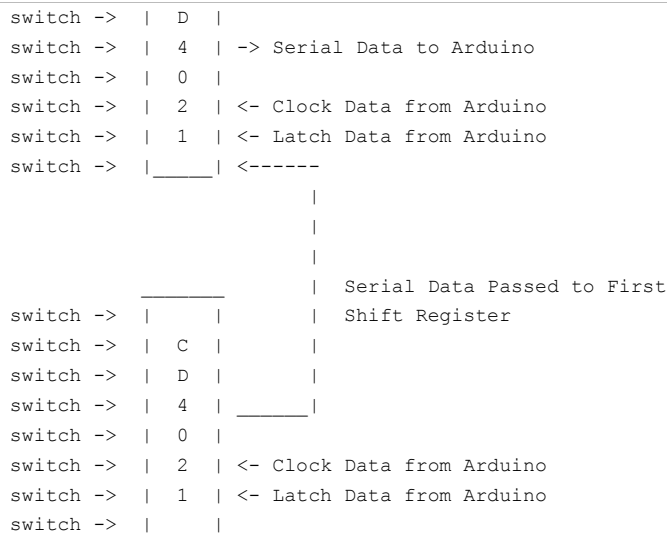 switch -> | D |
switch -> | 4 | -> Serial Data to Arduino
switch -> | 0 |
switch -> | 2 | <- Clock Data from Arduino
switch -> | 1 | <- Latch Data from Arduino
switch -> |_____| <------
|
|
|
_______ | Serial Data Passed to First
switch -> | | | Shift Register
switch -> | C | |
switch -> | D | |
switch -> | 4 | ______|
switch -> | 0 |
switch -> | 2 | <- Clock Data from Arduino
switch -> | 1 | <- Latch Data from Arduino
switch -> | |